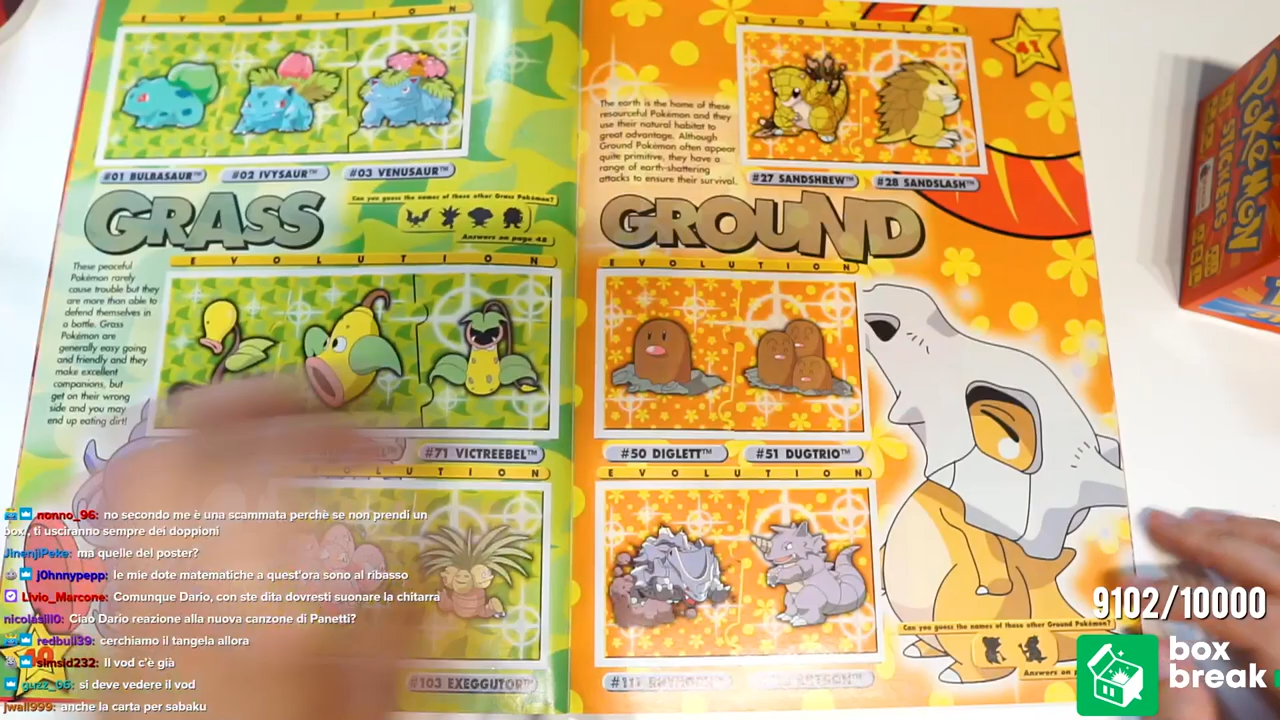 EVOLUTION
#01 BULBASAUR™ #02 IVYSAUR™ #03 VENUSAUR™
GRASS
Can you guess the names of these other Grass Pokémon?
Answers on page 48
These peaceful
Pokémon rarely
cause trouble but they
are more than able to
defend themselves in
a battle. Grass
Pokémon are
generally easy going
and friendly and they
make excellent
companions, but
get on their wrong
side and you may
end up eating dirt!
EVOLUTION
#71 VICTREEBEL™
EVOLUTION
#103 EXEGGUTOR™
EVOLUTION
41
The earth is the home of these
resourceful Pokémon and they
use their natural habitat to
great advantage. Although
Ground Pokémon often appear
quite primitive, they have a
range of earth-shattering
attacks to ensure their survival.
#27 SANDSHREW™ #28 SANDSLASH™
GROUND
EVOLUTION
#50 DIGLETT™ #51 DUGTRIO™
EVOLUTION
Can you guess the names of these other Ground Pokémon?
Answers on
POKéMON
STICKERS
nonno_96: no secondo me è una scammata perchè se non prendi un
box, ti usciranno sempre dei doppioni
JinenjiPeke: ma quelle del poster?
j0hnnypepp: le mie dote matematiche a quest'ora sono al ribasso
Livio_Marcone: Comunque Dario, con ste dita dovresti suonare la chitarra
Ciao Dario reazione alla nuova canzone di Panetti?
redbull39: cerchiamo il tangela allora
simsid232: Il vod c'è già
si deve vedere il vod
jwall999: anche la carta per sabaku
9102/10000
box
break